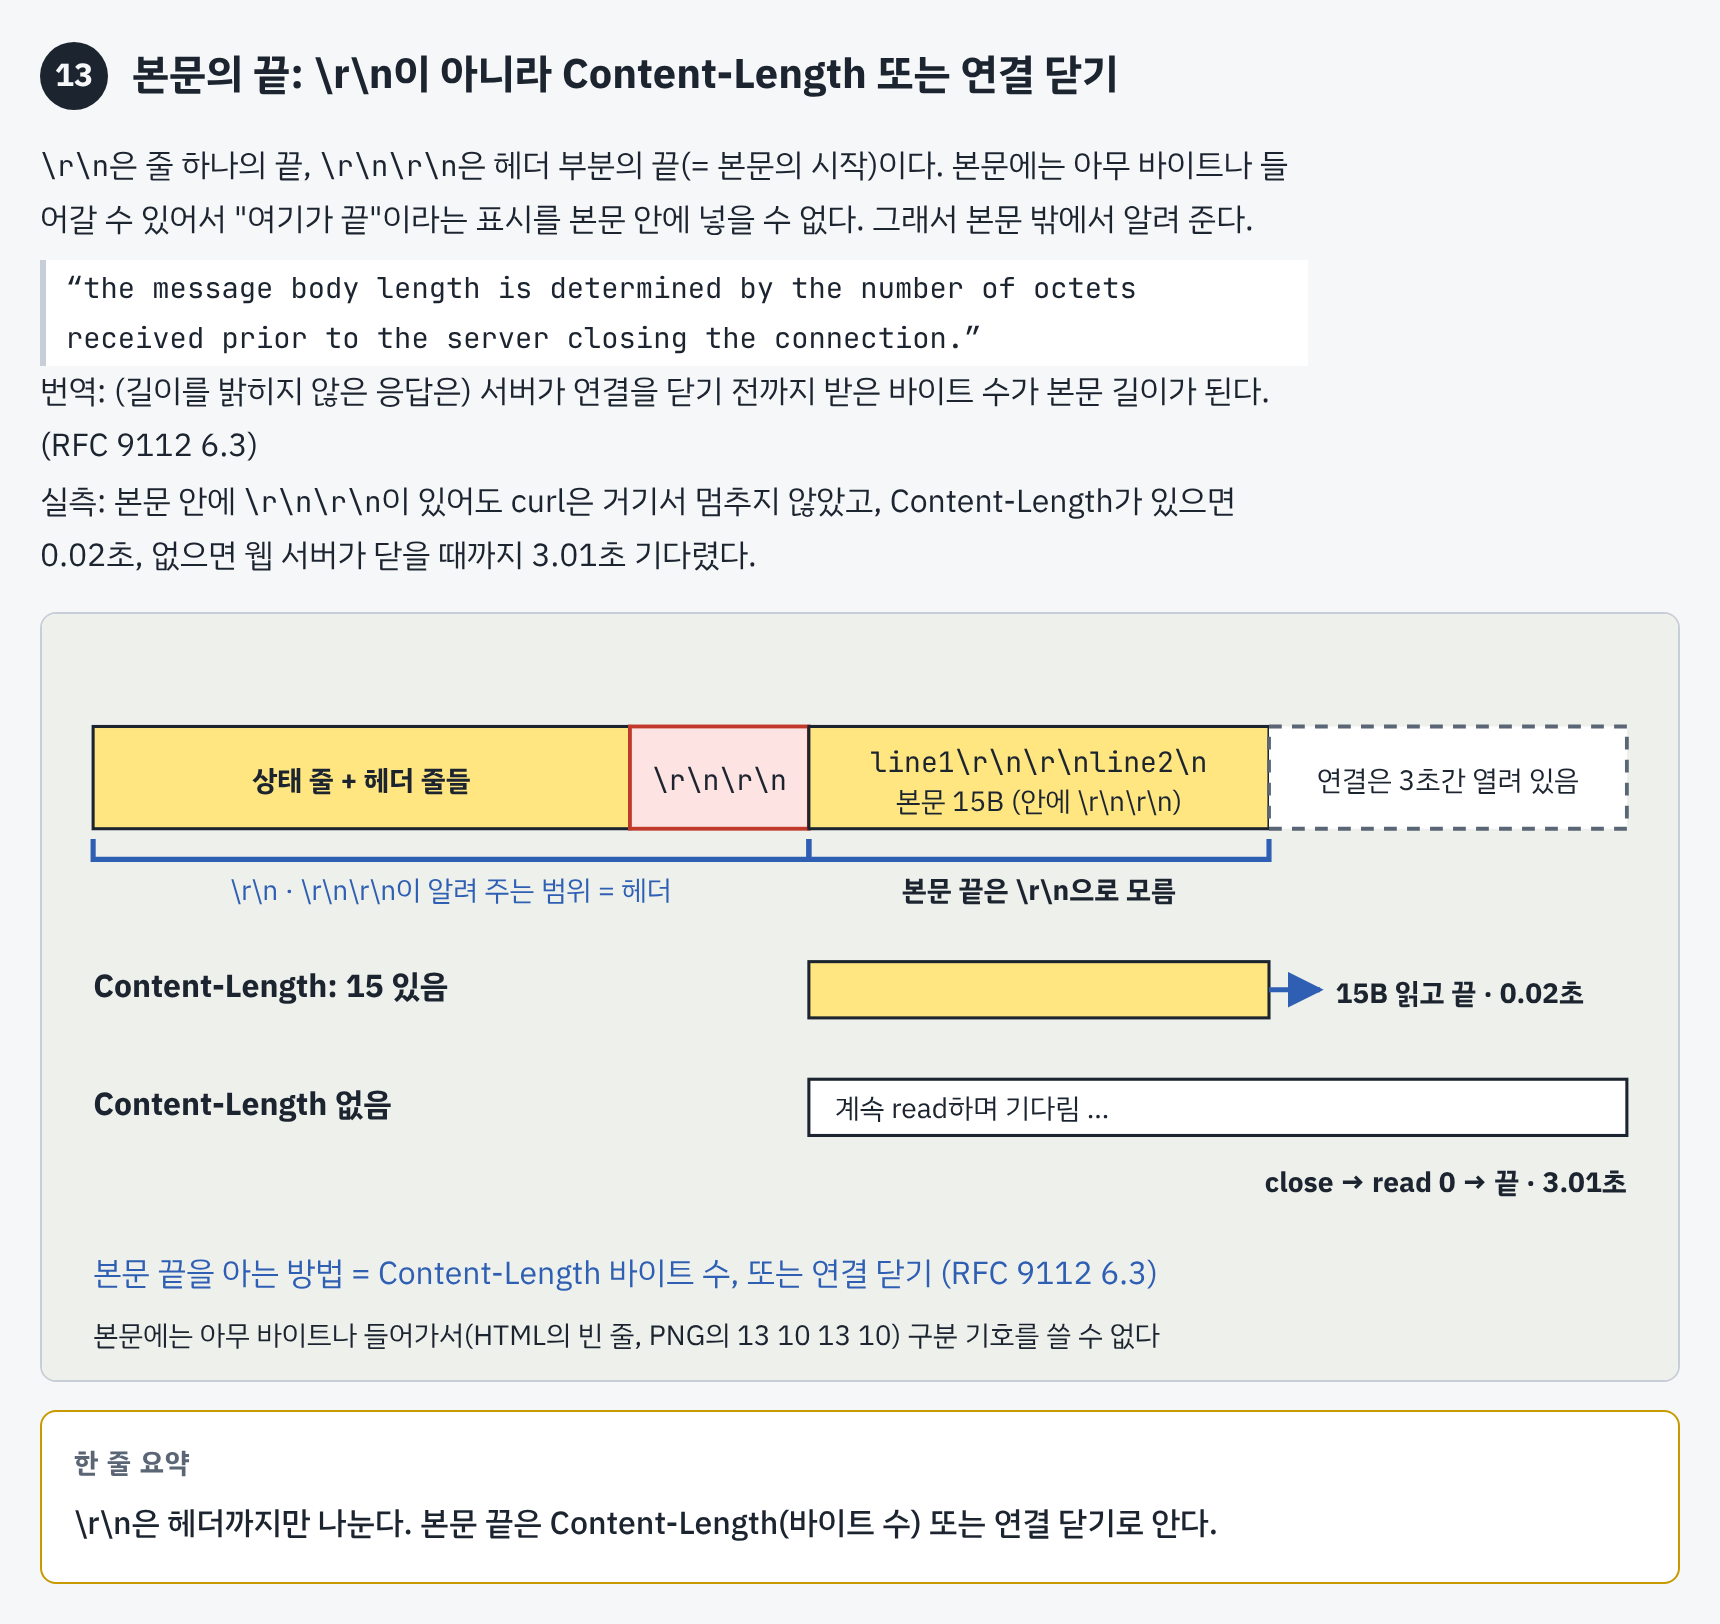 13
본문의 끝: \r\n이 아니라 Content-Length 또는 연결 닫기
\r\n은 줄 하나의 끝, \r\n\r\n은 헤더 부분의 끝(= 본문의 시작)이다. 본문에는 아무 바이트나 들
어갈 수 있어서 "여기가 끝"이라는 표시를 본문 안에 넣을 수 없다. 그래서 본문 밖에서 알려 준다.
“the message body length is determined by the number of octets
received prior to the server closing the connection.”
번역: (길이를 밝히지 않은 응답은) 서버가 연결을 닫기 전까지 받은 바이트 수가 본문 길이가 된다.
(RFC 9112 6.3)
실측: 본문 안에 \r\n\r\n이 있어도 curl은 거기서 멈추지 않았고, Content-Length가 있으면
0.02초, 없으면 웹 서버가 닫을 때까지 3.01초 기다렸다.
상태 줄 + 헤더 줄들
\r\n\r\n
line1\r\n\r\nline2\n
본문 15B (안에 \r\n\r\n)
연결은 3초간 열려 있음
\r\n · \r\n\r\n이 알려 주는 범위 = 헤더
본문 끝은 \r\n으로 모름
Content-Length: 15 있음
15B 읽고 끝 · 0.02초
Content-Length 없음
계속 read하며 기다림 ...
close → read 0 → 끝 · 3.01초
본문 끝을 아는 방법 = Content-Length 바이트 수, 또는 연결 닫기 (RFC 9112 6.3)
본문에는 아무 바이트나 들어가서(HTML의 빈 줄, PNG의 13 10 13 10) 구분 기호를 쓸 수 없다
한 줄 요약
\r\n은 헤더까지만 나눈다. 본문 끝은 Content-Length(바이트 수) 또는 연결 닫기로 안다.